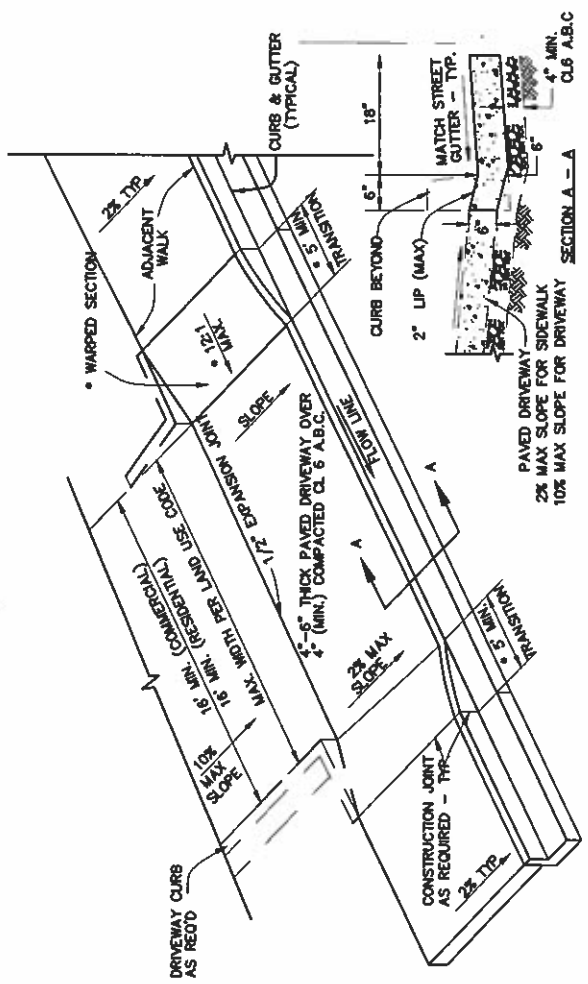 DRIVEWAY CURB
AS REQ'D
10%
MAX
SLOPE
16' MIN. (COMMERCIAL)
16' MIN. (RESIDENTIAL)
MAX. WIDTH PER LAND USE CODE
1/2" EXPANSION JOINT
* WARPED SECTION
ADJACENT
WALK
2% TYP.
CURB & GUTTER
(TYPICAL)
* 12:1
MAX.
SLOPE
4"-6" THICK PAVED DRIVEWAY OVER
4" (MIN.) COMPACTED CL 6 A.B.C.
2% MAX
SLOPE
FLOW LINE
* 5' MIN.
TRANSITION
A
A
* 5' MIN.
TRANSITION
CONSTRUCTION JOINT
AS REQUIRED - TYP.
2% TYP.
CURB BEYOND
6"
18"
2" LIP (MAX)
MATCH STREET
GUTTER - TYP.
6"
6"
4" MIN.
CL6 A.B.C
PAVED DRIVEWAY
2% MAX SLOPE FOR SIDEWALK
10% MAX SLOPE FOR DRIVEWAY
SECTION A - A